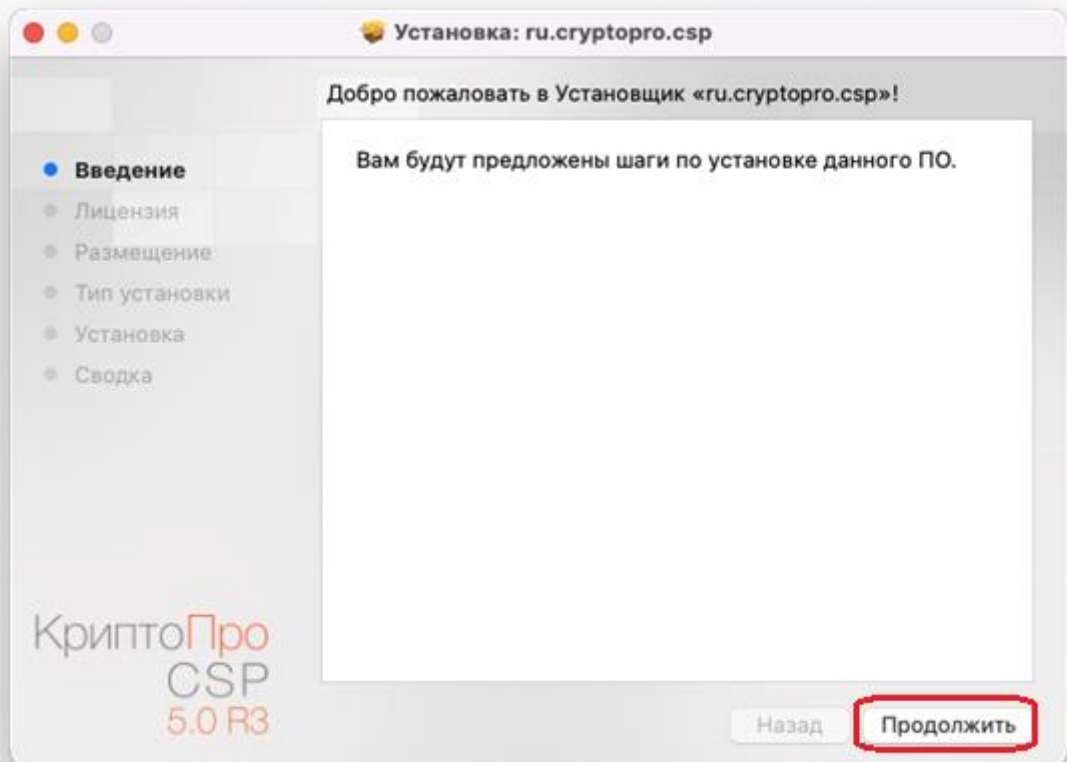 Установка: ru.cryptopro.csp
Добро пожаловать в Установщик «ru.cryptopro.csp»!
Введение
Лицензия
Размещение
Тип установки
Установка
Сводка
Вам будут предложены шаги по установке данного ПО.
КриптоПро
CSP
5.0 R3
Назад
Продолжить